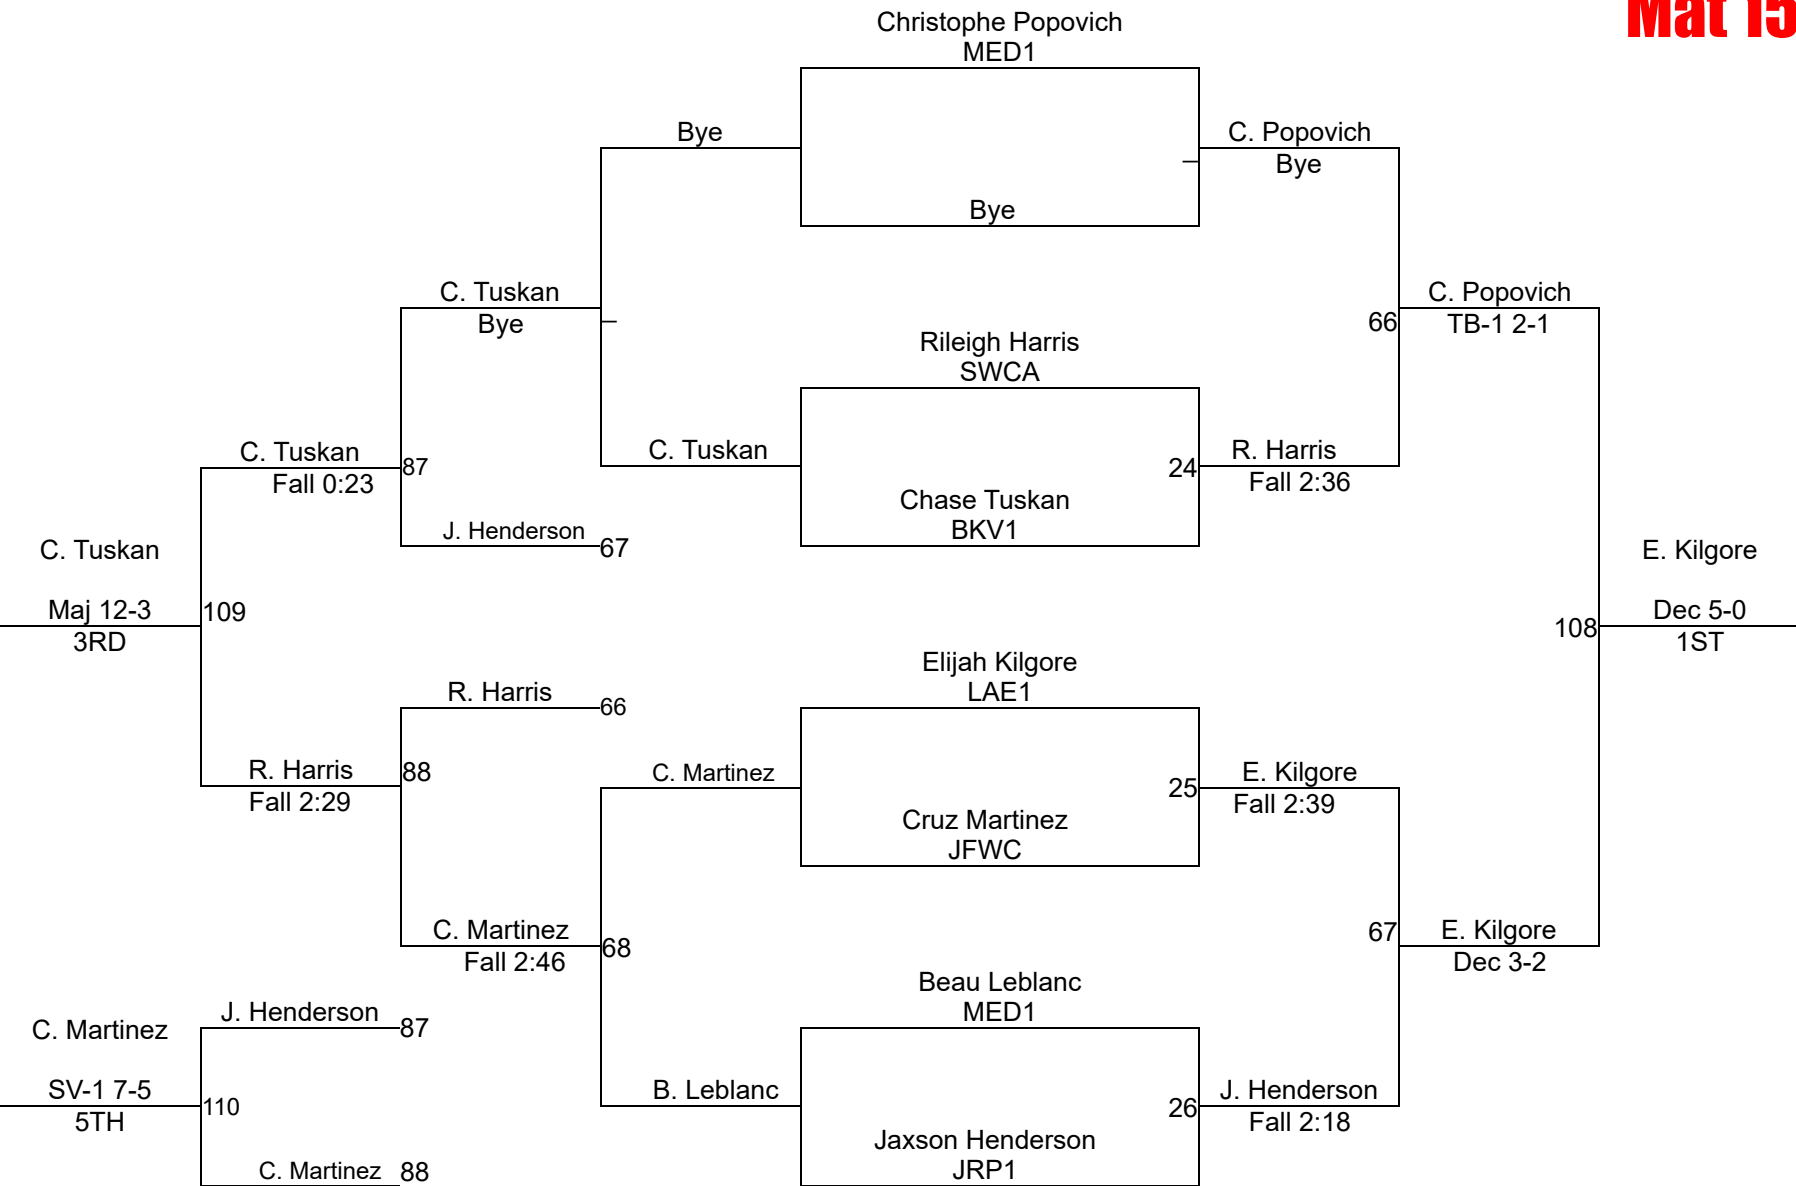 Mat 15
Christophe Popovich
MED1
Bye
C. Popovich
Bye
Bye
C. Tuskan
Bye
C. Popovich
TB-1 2-1
66
Rileigh Harris
SWCA
C. Tuskan
Fall 0:23
87
C. Tuskan
24
R. Harris
Fall 2:36
Chase Tuskan
BKV1
J. Henderson
67
C. Tuskan
Maj 12-3
3RD
109
E. Kilgore
Dec 5-0
1ST
108
Elijah Kilgore
LAE1
R. Harris
66
R. Harris
Fall 2:29
88
C. Martinez
25
E. Kilgore
Fall 2:39
Cruz Martinez
JFWC
C. Martinez
Fall 2:46
68
67
E. Kilgore
Dec 3-2
Beau Leblanc
MED1
J. Henderson
87
C. Martinez
SV-1 7-5
5TH
110
B. Leblanc
26
J. Henderson
Fall 2:18
Jaxson Henderson
JRP1
C. Martinez
88